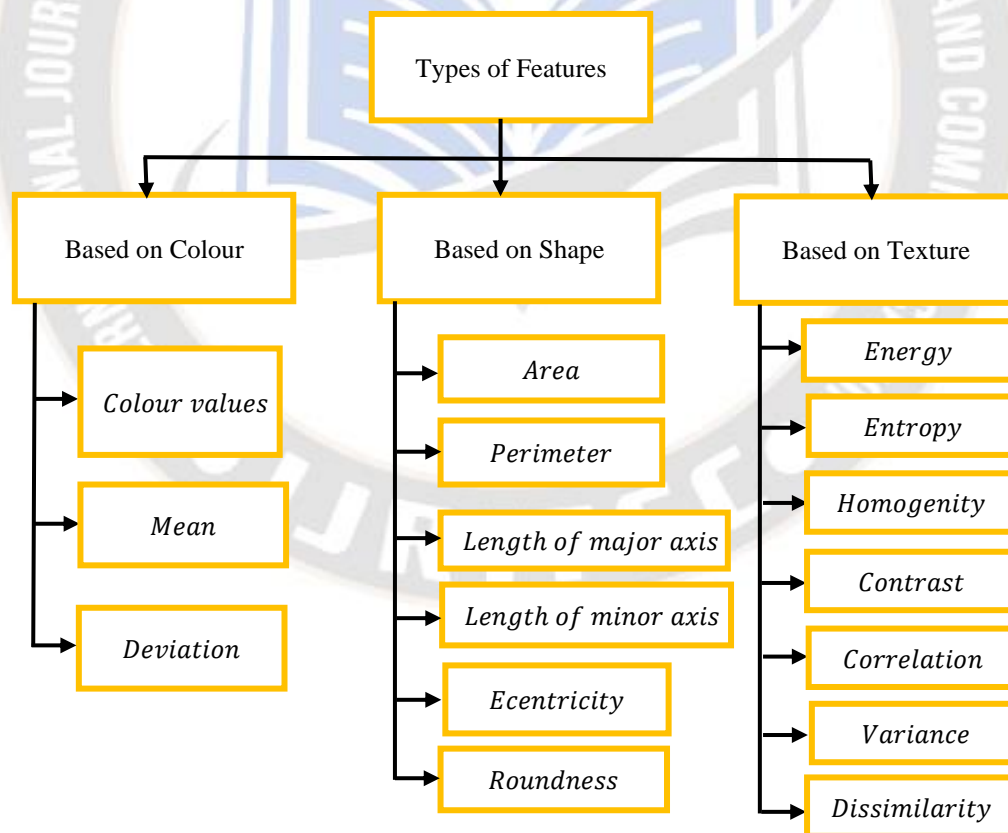 Types of Features
Based on Colour
Based on Shape
Based on Texture
Colour values
Mean
Deviation
Area
Perimeter
Length of major axis
Length of minor axis
Ecentricity
Roundness
Energy
Entropy
Homogenity
Contrast
Correlation
Variance
Dissimilarity